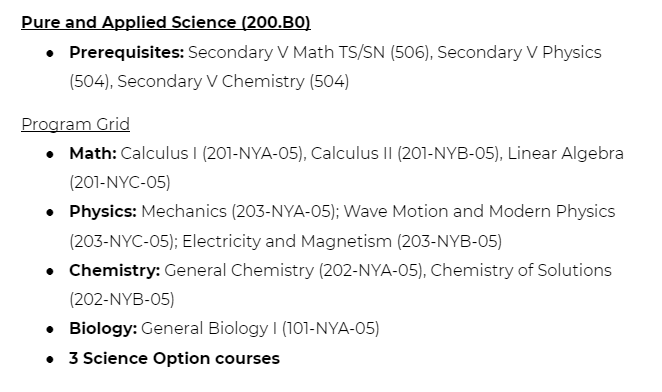 Pure and Applied Science (200.B0)
● Prerequisites: Secondary V Math TS/SN (506), Secondary V Physics
(504), Secondary V Chemistry (504)
Program Grid
● Math: Calculus I (201-NYA-05), Calculus II (201-NYB-05), Linear Algebra
(201-NYC-05)
● Physics: Mechanics (203-NYA-05); Wave Motion and Modern Physics
(203-NYC-05); Electricity and Magnetism (203-NYB-05)
● Chemistry: General Chemistry (202-NYA-05), Chemistry of Solutions
(202-NYB-05)
● Biology: General Biology I (101-NYA-05)
● 3 Science Option courses